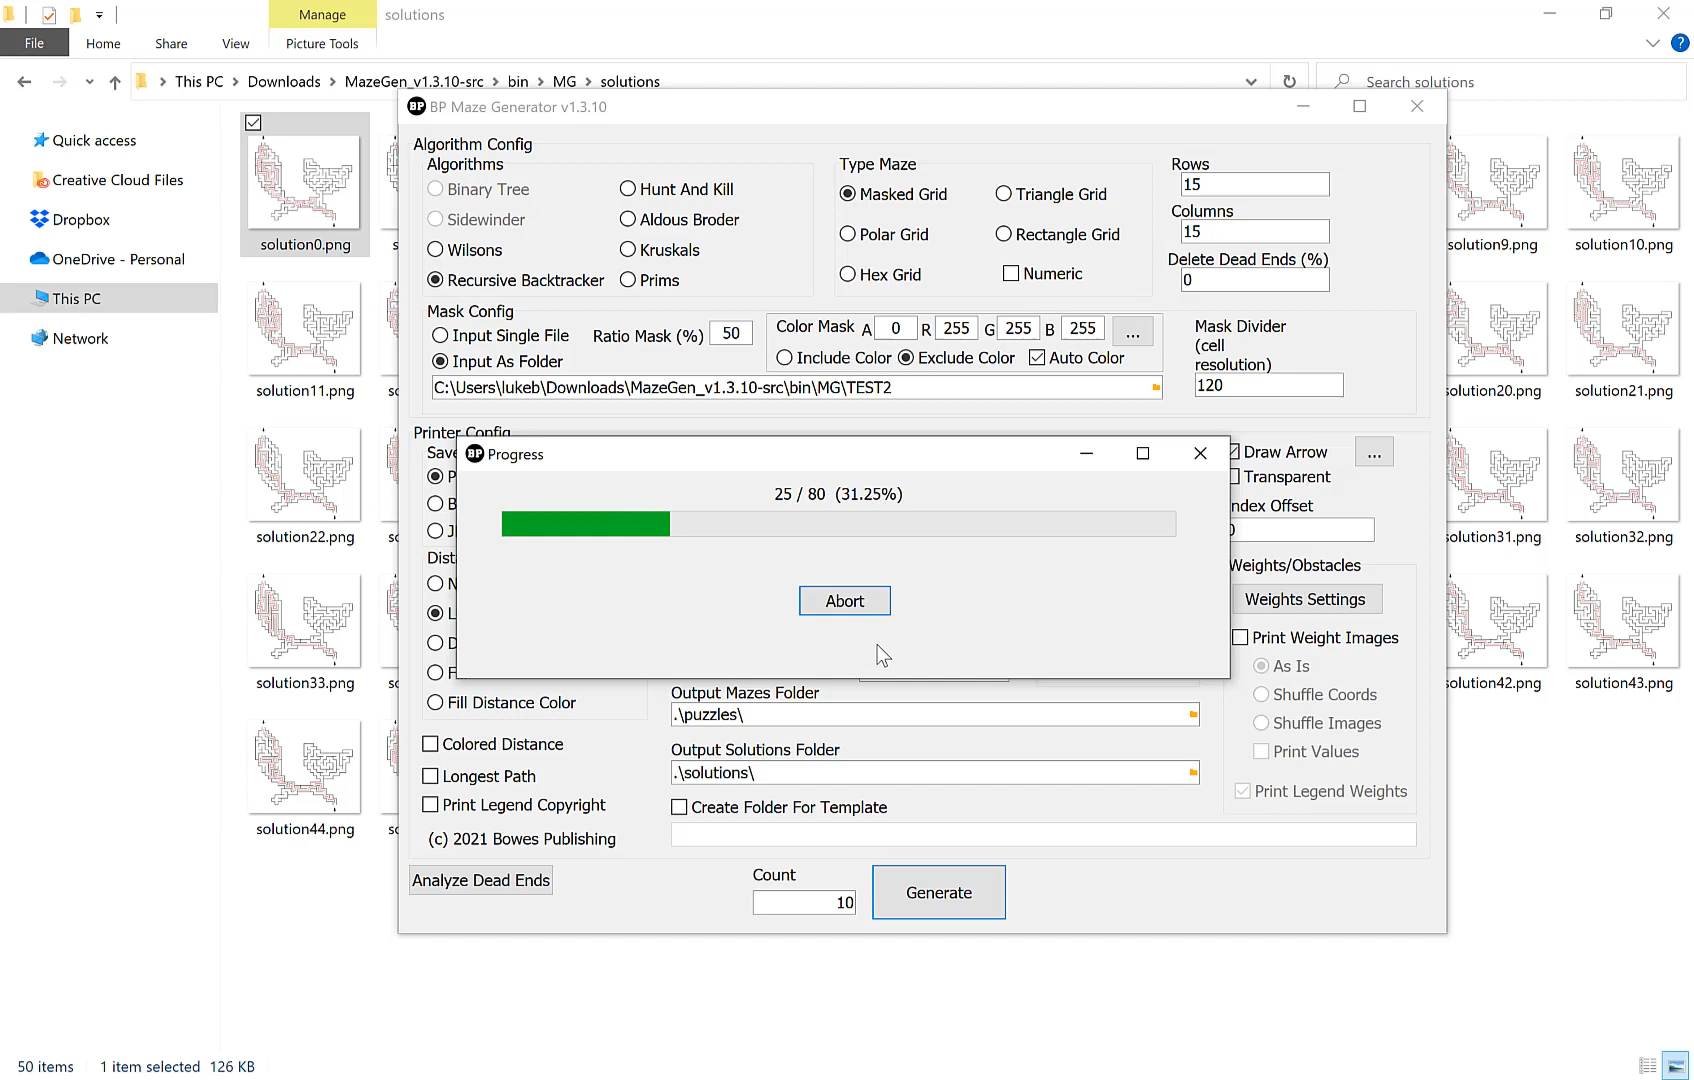 Manage
solutions
File
Home
Share
View
Picture Tools
This PC
Downloads
MazeGen_v1.3.10-src
bin
MG
solutions
Search solutions
Quick access
Creative Cloud Files
Dropbox
OneDrive - Personal
This PC
Network
solution0.png
solution9.png
solution10.png
solution11.png
solution20.png
solution21.png
solution22.png
solution31.png
solution32.png
solution33.png
solution42.png
solution43.png
solution44.png
BP Maze Generator v1.3.10
Algorithm Config
Algorithms
Binary Tree
Sidewinder
Wilsons
Recursive Backtracker
Hunt And Kill
Aldous Broder
Kruskals
Prims
Type Maze
Masked Grid
Polar Grid
Hex Grid
Triangle Grid
Rectangle Grid
Numeric
Rows
15
Columns
15
Delete Dead Ends (%)
0
Mask Config
Input Single File
Input As Folder
Ratio Mask (%) 50
Color Mask A 0 R 255 G 255 B 255 ...
Include Color Exclude Color Auto Color
C:\Users\lukeb\Downloads\MazeGen_v1.3.10-src\bin\MG\TEST2
Mask Divider
(cell
resolution)
120
Printer Config
BP Progress
25 / 80 (31.25%)
Abort
Draw Arrow ...
Transparent
Index Offset
0
Weights/Obstacles
Weights Settings
Print Weight Images
As Is
Shuffle Coords
Shuffle Images
Print Values
Print Legend Weights
Fill Distance Color
Colored Distance
Longest Path
Print Legend Copyright
(c) 2021 Bowes Publishing
Output Mazes Folder
.\puzzles\
Output Solutions Folder
.\solutions\
Create Folder For Template
Analyze Dead Ends
Count
10
Generate
50 items 1 item selected 126 KB